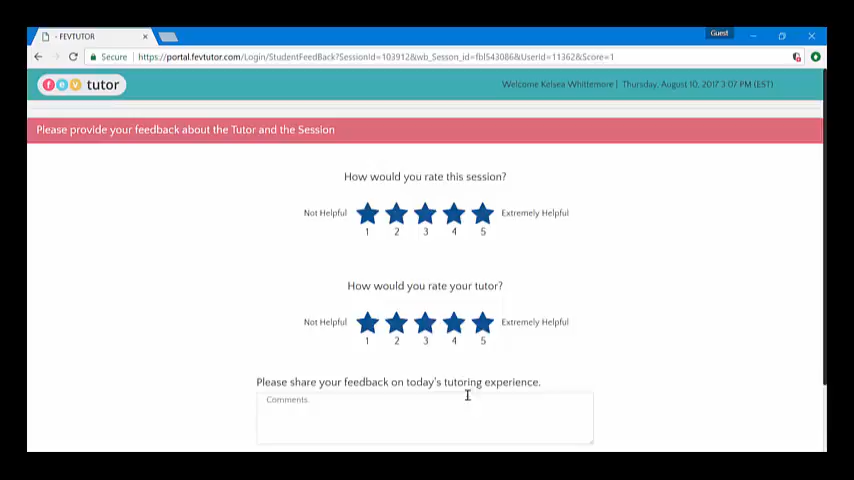 - FEVTUTOR
Guest
Secure
https://portal.fevtutor.com/Login/StudentFeedBack?SessionId=103912&wb_Sesson_id=fbl543086&UserId=11362&Score=1
fev tutor
Welcome Kelsea Whittemore | Thursday, August 10, 2017 3:07 PM (EST)
Please provide your feedback about the Tutor and the Session
How would you rate this session?
Not Helpful
Extremely Helpful
1 2 3 4 5
How would you rate your tutor?
Not Helpful
Extremely Helpful
1 2 3 4 5
Please share your feedback on today's tutoring experience.
Comments